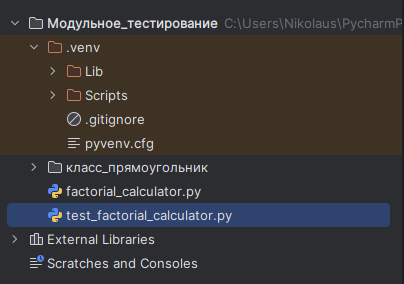 Модульное_тестирование C:\Users\Nikolaus\PycharmP
.venv
Lib
Scripts
.gitignore
pyvenv.cfg
класс_прямоугольник
factorial_calculator.py
test_factorial_calculator.py
External Libraries
Scratches and Consoles